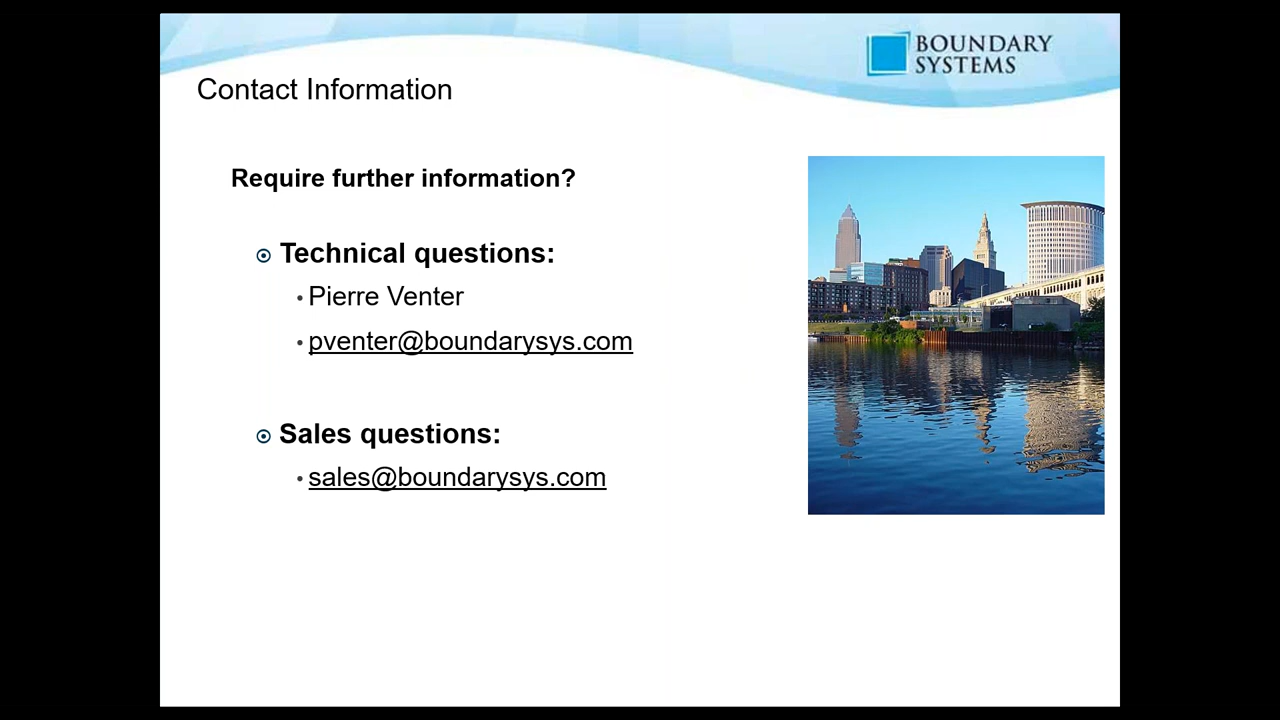 BOUNDARY
SYSTEMS
Contact Information
Require further information?
Technical questions:
Pierre Venter
pventer@boundarysys.com
Sales questions:
sales@boundarysys.com